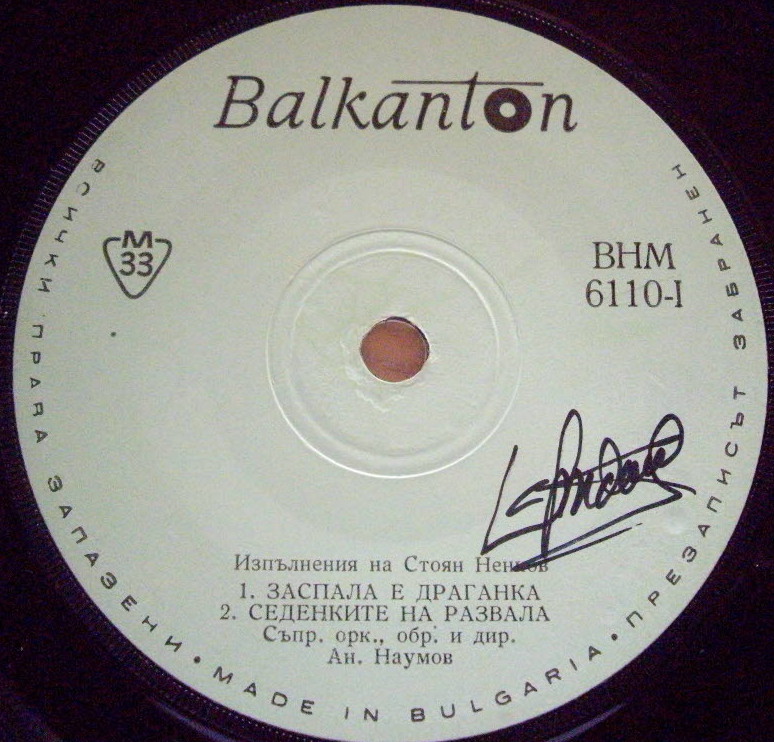 Balkanton
ВСИЧКИ ПРАВА ЗАПАЗЕНИ • MADE IN BULGARIA • ПРЕЗАПИСЪТ ЗАБРАНЕН
М
33
ВНМ
6110-I
Изпълнения на Стоян Ненков
1. ЗАСПАЛА Е ДРАГАНКА
2. СЕДЕНКИТЕ НА РАЗВАЛА
Съпр. орк., обр. и дир.
Ан. Наумов